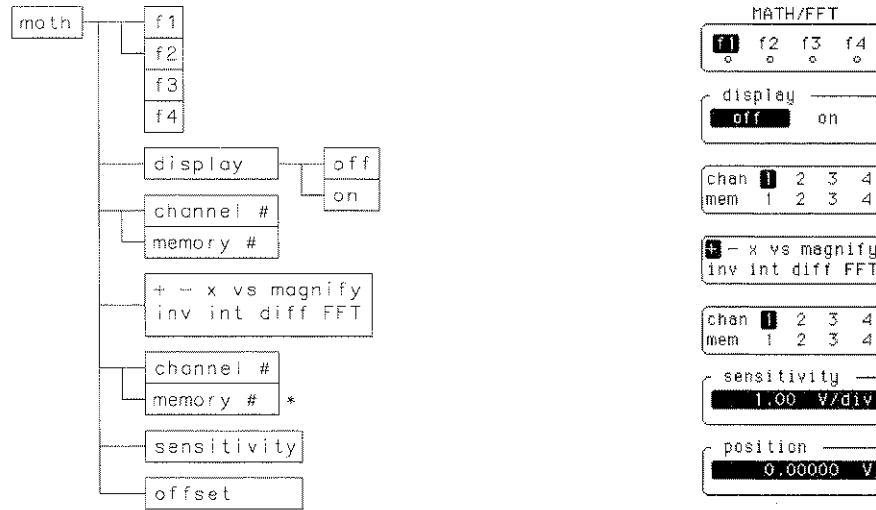 math
f1
f2
f3
f4
display
off
on
channel #
memory #
+ − x vs magnify
inv int diff FFT
channel #
memory # *
sensitivity
offset
MATH/FFT
f1 f2 f3 f4
display
off on
chan 1 2 3 4
mem 1 2 3 4
+ − x vs magnify
inv int diff FFT
chan 1 2 3 4
mem 1 2 3 4
sensitivity
1.00 V/div
position
0.00000 V